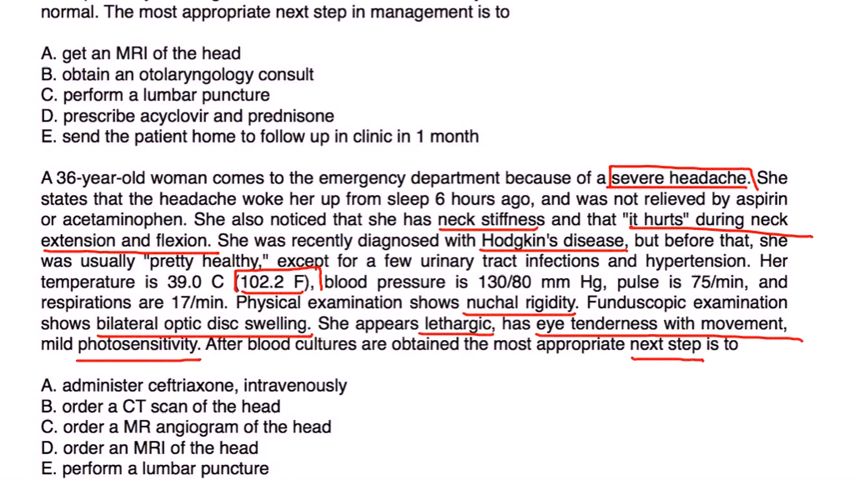 normal. The most appropriate next step in management is to
A. get an MRI of the head
B. obtain an otolaryngology consult
C. perform a lumbar puncture
D. prescribe acyclovir and prednisone
E. send the patient home to follow up in clinic in 1 month
A 36-year-old woman comes to the emergency department because of a severe headache. She
states that the headache woke her up from sleep 6 hours ago, and was not relieved by aspirin
or acetaminophen. She also noticed that she has neck stiffness and that "it hurts" during neck
extension and flexion. She was recently diagnosed with Hodgkin's disease, but before that, she
was usually "pretty healthy," except for a few urinary tract infections and hypertension. Her
temperature is 39.0 C (102.2 F), blood pressure is 130/80 mm Hg, pulse is 75/min, and
respirations are 17/min. Physical examination shows nuchal rigidity. Funduscopic examination
shows bilateral optic disc swelling. She appears lethargic, has eye tenderness with movement,
mild photosensitivity. After blood cultures are obtained the most appropriate next step is to
A. administer ceftriaxone, intravenously
B. order a CT scan of the head
C. order a MR angiogram of the head
D. order an MRI of the head
E. perform a lumbar puncture